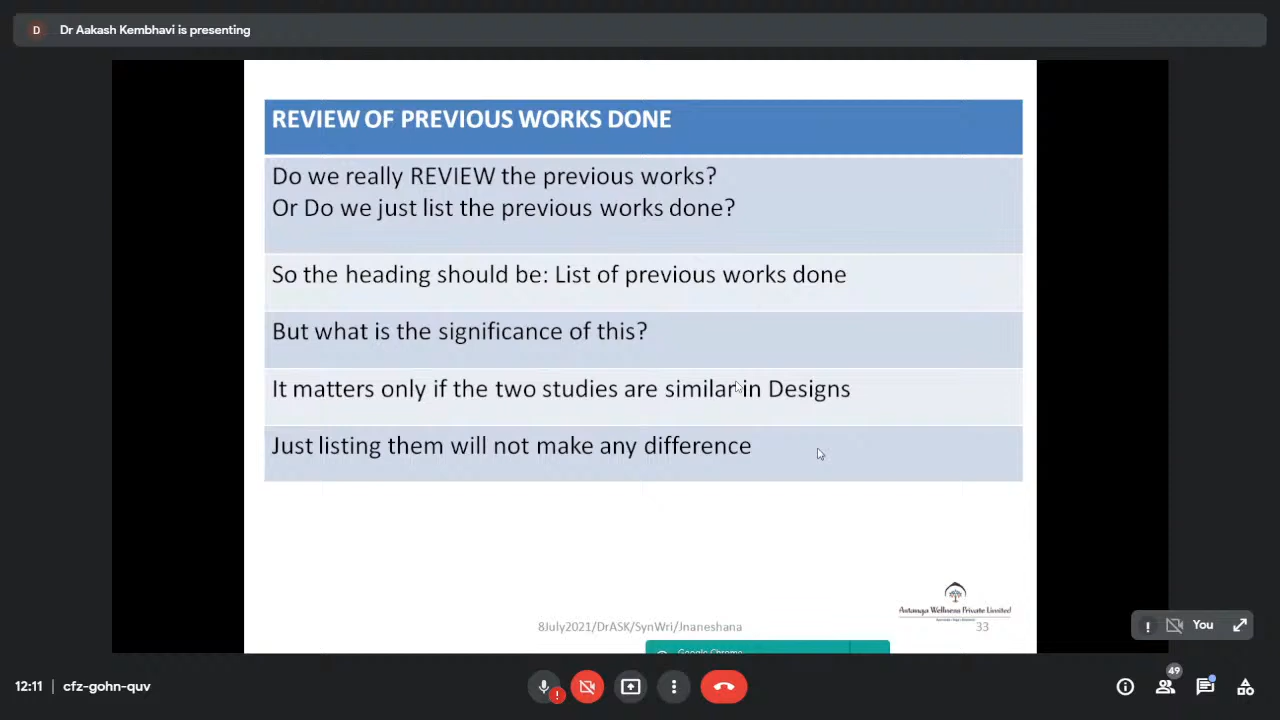 D Dr Aakash Kembhavi is presenting
REVIEW OF PREVIOUS WORKS DONE
Do we really REVIEW the previous works?
Or Do we just list the previous works done?
So the heading should be: List of previous works done
But what is the significance of this?
It matters only if the two studies are similar in Designs
Just listing them will not make any difference
Antanga Wellness Private Limited
8July2021/DrASK/SynWri/Jnaneshana
33
Google Chrome
You
49
12:11 | cfz-gohn-quv